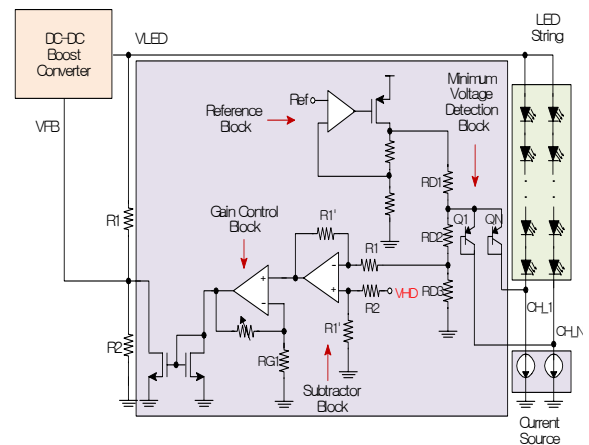 DC-DC
Boost
Converter
VLED
LED
String
VFB
Reference
Block
Ref
Minimum
Voltage
Detection
Block
RD1
Q1
QN
R1
Gain Control
Block
R1'
R1
RD2
+
-
-
+
R2
VHD
RD3
R1'
CH_1
CH_N
R2
RG1
Subtractor
Block
Current
Source